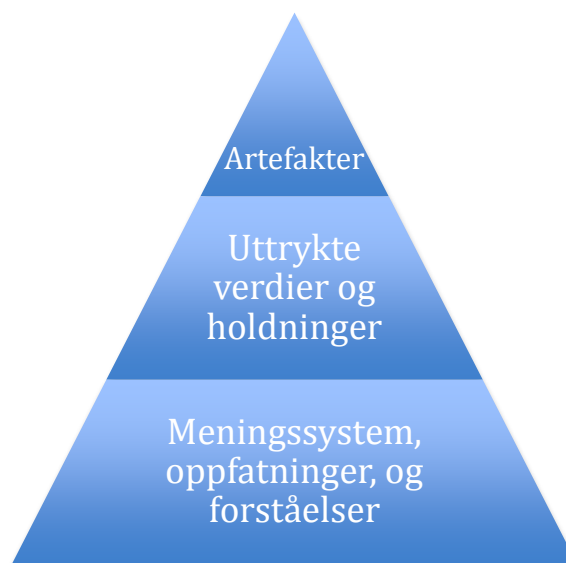 Artefakter
Uttrykte
verdier og
holdninger
Meningssystem,
oppfatninger, og
forståelser